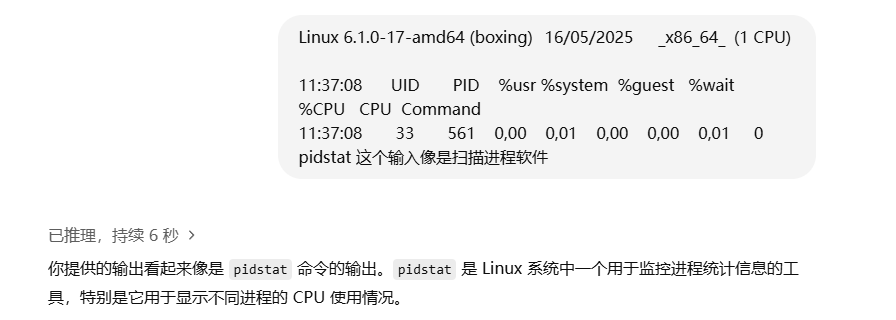 Linux 6.1.0-17-amd64 (boxing) 16/05/2025 _x86_64_ (1 CPU)
11:37:08 UID PID %usr %system %guest %wait
%CPU CPU Command
11:37:08 33 561 0,00 0,01 0,00 0,00 0,01 0
pidstat 这个输入像是扫描进程软件
已推理，持续 6 秒 >
你提供的输出看起来像是 pidstat 命令的输出。pidstat 是 Linux 系统中一个用于监控进程统计信息的工
具，特别是它用于显示不同进程的 CPU 使用情况。